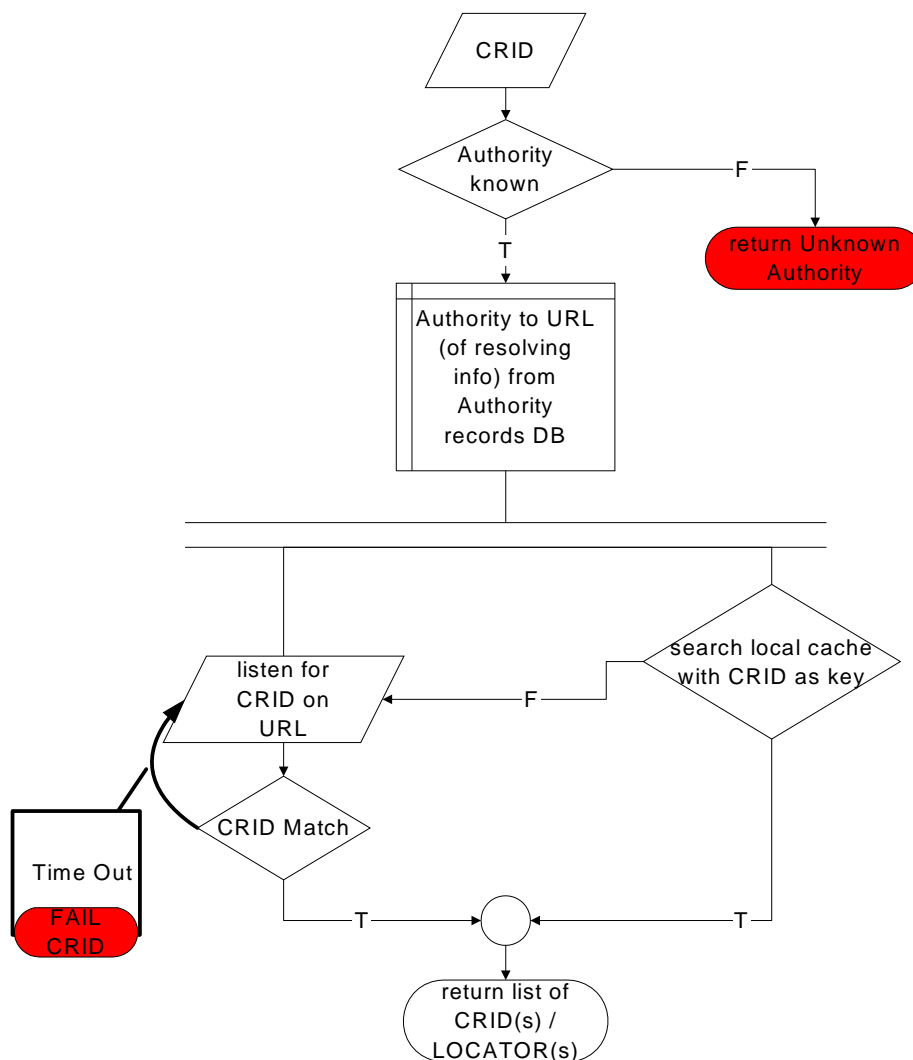 CRID
Authority
known
F
return Unknown
Authority
T
Authority to URL
(of resolving
info) from
Authority
records DB
search local cache
with CRID as key
listen for
CRID on
URL
F
CRID Match
Time Out
FAIL
CRID
T
T
return list of
CRID(s) /
LOCATOR(s)